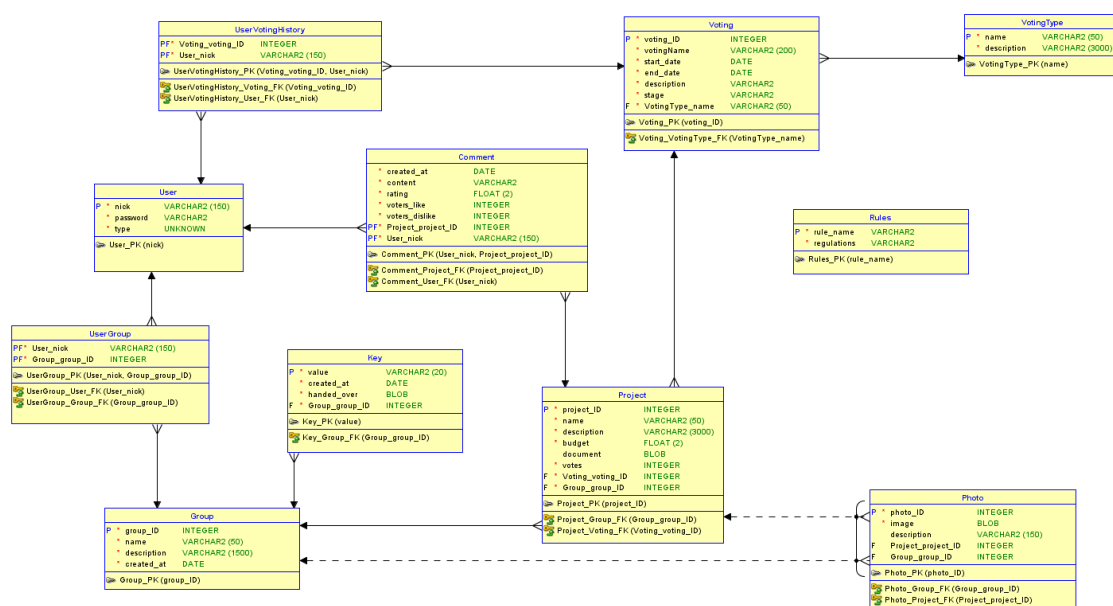 UserVotingHistory
PF* Voting_voting_ID INTEGER
PF* User_nick VARCHAR2 (150)
UserVotingHistory_PK (Voting_voting_ID, User_nick)
UserVotingHistory_Voting_FK (Voting_voting_ID)
UserVotingHistory_User_FK (User_nick)
Voting
P * voting_ID INTEGER
* votingName VARCHAR2 (200)
* start_date DATE
* end_date DATE
* description VARCHAR2
* stage VARCHAR2
F * VotingType_name VARCHAR2 (50)
Voting_PK (voting_ID)
Voting_VotingType_FK (VotingType_name)
VotingType
P * name VARCHAR2 (50)
* description VARCHAR2 (3000)
VotingType_PK (name)
Comment
* created_at DATE
* content VARCHAR2
* rating FLOAT (2)
* voters_like INTEGER
* voters_dislike INTEGER
PF* Project_project_ID INTEGER
PF* User_nick VARCHAR2 (150)
Comment_PK (User_nick, Project_project_ID)
Comment_Project_FK (Project_project_ID)
Comment_User_FK (User_nick)
User
P * nick VARCHAR2 (150)
* password VARCHAR2
* type UNKNOWN
User_PK (nick)
Rules
P * rule_name VARCHAR2
* regulations VARCHAR2
Rules_PK (rule_name)
UserGroup
PF* User_nick VARCHAR2 (150)
PF* Group_group_ID INTEGER
UserGroup_PK (User_nick, Group_group_ID)
UserGroup_User_FK (User_nick)
UserGroup_Group_FK (Group_group_ID)
Key
P * value VARCHAR2 (20)
* created_at DATE
* handed_over BLOB
F * Group_group_ID INTEGER
Key_PK (value)
Key_Group_FK (Group_group_ID)
Project
P * project_ID INTEGER
* name VARCHAR2 (50)
* description VARCHAR2 (3000)
* budget FLOAT (2)
document BLOB
* votes INTEGER
F * Voting_voting_ID INTEGER
F * Group_group_ID INTEGER
Project_PK (project_ID)
Project_Group_FK (Group_group_ID)
Project_Voting_FK (Voting_voting_ID)
Group
P * group_ID INTEGER
* name VARCHAR2 (50)
* description VARCHAR2 (1500)
* created_at DATE
Group_PK (group_ID)
Photo
P * photo_ID INTEGER
* image BLOB
description VARCHAR2 (150)
F Project_project_ID INTEGER
F Group_group_ID INTEGER
Photo_PK (photo_ID)
Photo_Group_FK (Group_group_ID)
Photo_Project_FK (Project_project_ID)